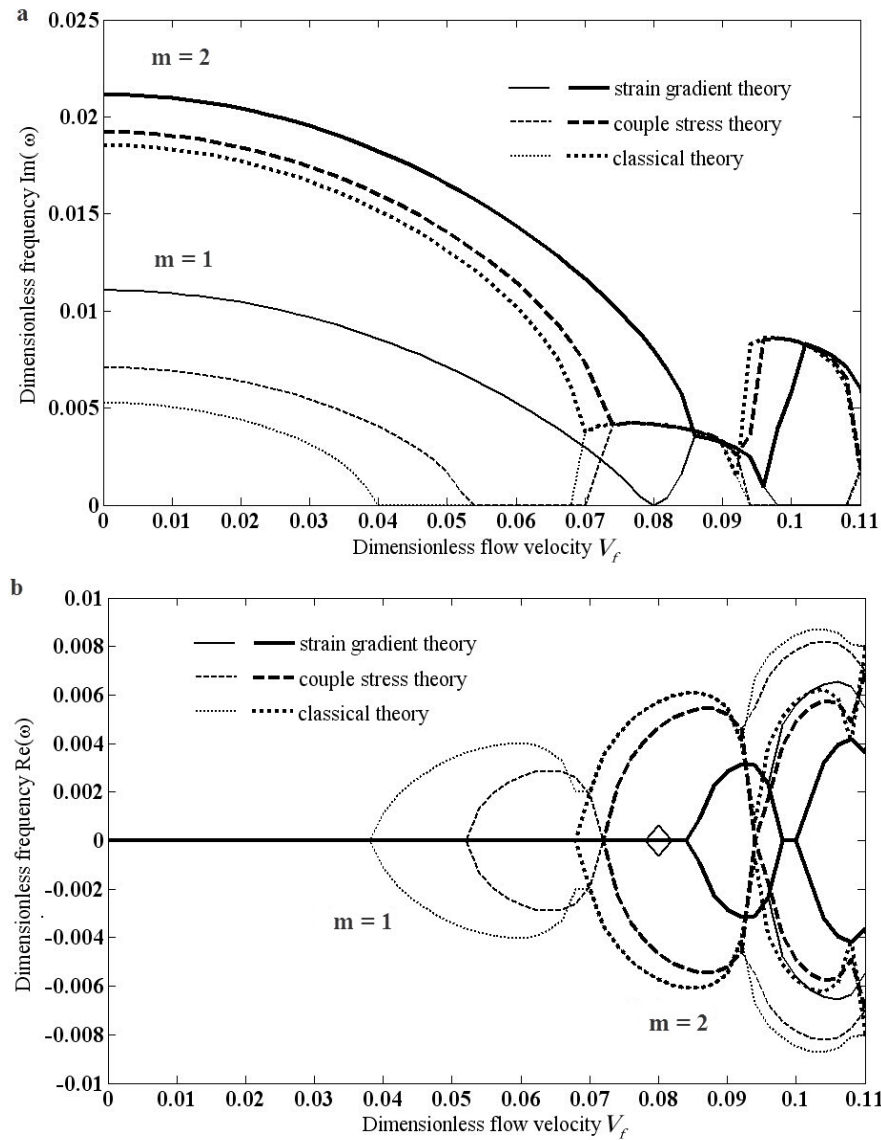 a
0.025
0.02
0.015
0.01
0.005
0
m = 2
m = 1
strain gradient theory
couple stress theory
classical theory
Dimensionless frequency Im( ω)
0 0.01 0.02 0.03 0.04 0.05 0.06 0.07 0.08 0.09 0.1 0.11
Dimensionless flow velocity V_f
b
0.01
0.008
0.006
0.004
0.002
0
-0.002
-0.004
-0.006
-0.008
-0.01
strain gradient theory
couple stress theory
classical theory
m = 1
m = 2
Dimensionless frequency Re(ω)
0 0.01 0.02 0.03 0.04 0.05 0.06 0.07 0.08 0.09 0.1 0.11
Dimensionless flow velocity V_f